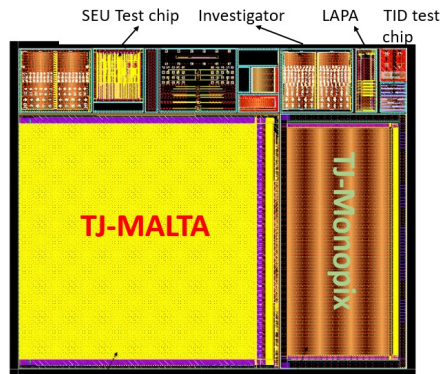 SEU Test chip
Investigator
LAPA
TID test
chip
TJ-MALTA
TJ-Monopix